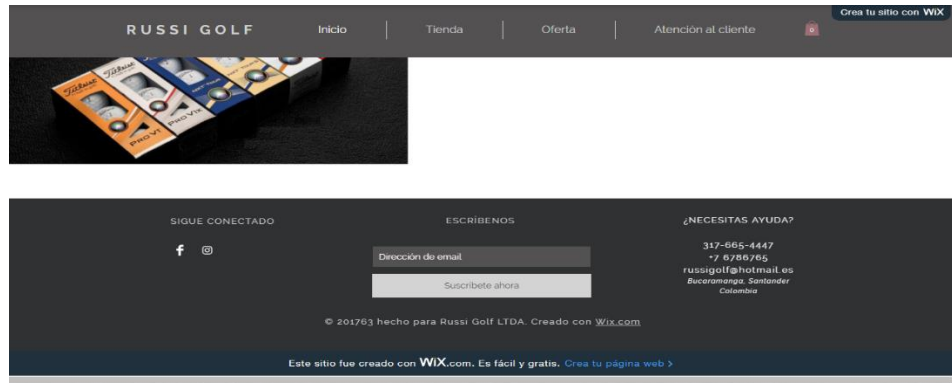 Crea tu sitio con WiX
RUSSI GOLF
Inicio
Tienda
Oferta
Atención al cliente
0
Titleist
Titleist
PRO V1
PRO V1x
SIGUE CONECTADO
ESCRÍBENOS
¿NECESITAS AYUDA?
317-665-4447
+7 6786765
russigolf@hotmail.es
Bucaramanga, Santander
Colombia
Dirección de email
Suscríbete ahora
© 201763 hecho para Russi Golf LTDA. Creado con Wix.com
Este sitio fue creado con WiX.com. Es fácil y gratis. Crea tu página web >